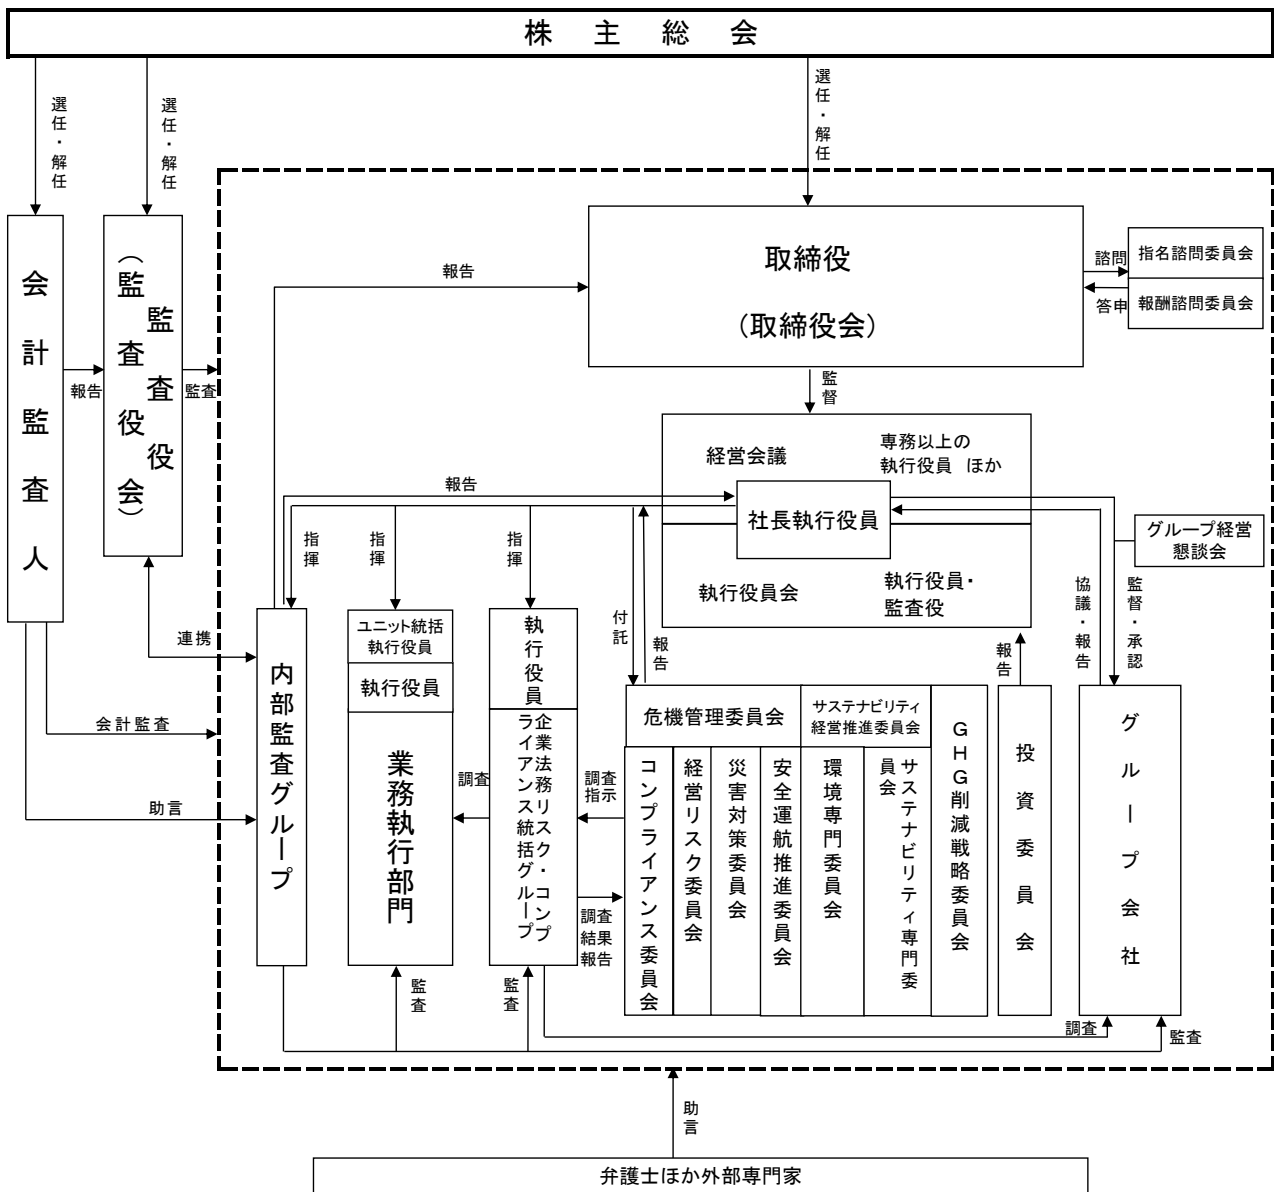 株主総会
選任・解任
選任・解任
選任・解任
会計監査人
監査役
（監査役会）
報告
監査
報告
取締役
（取締役会）
諮問
答申
指名諮問委員会
報酬諮問委員会
監督
経営会議
専務以上の
執行役員 ほか
報告
社長執行役員
執行役員会
執行役員・
監査役
グループ経営
懇談会
指揮
指揮
指揮
付託
報告
報告
協議・報告
監督・承認
連携
会計監査
助言
内部監査グループ
ユニット統括
執行役員
執行役員
業務執行部門
執行役員
企業法務リスク・コンプ
ライアンス統括グループ
調査
調査
指示
調査
結果
報告
危機管理委員会
コンプライアンス委員会
経営リスク委員会
災害対策委員会
安全運航推進委員会
サステナビリティ
経営推進委員会
環境専門委員会
サステナビリティ専門委
員会
GHG削減戦略委員会
投資委員会
グループ会社
監査
監査
調査
監査
助言
弁護士ほか外部専門家